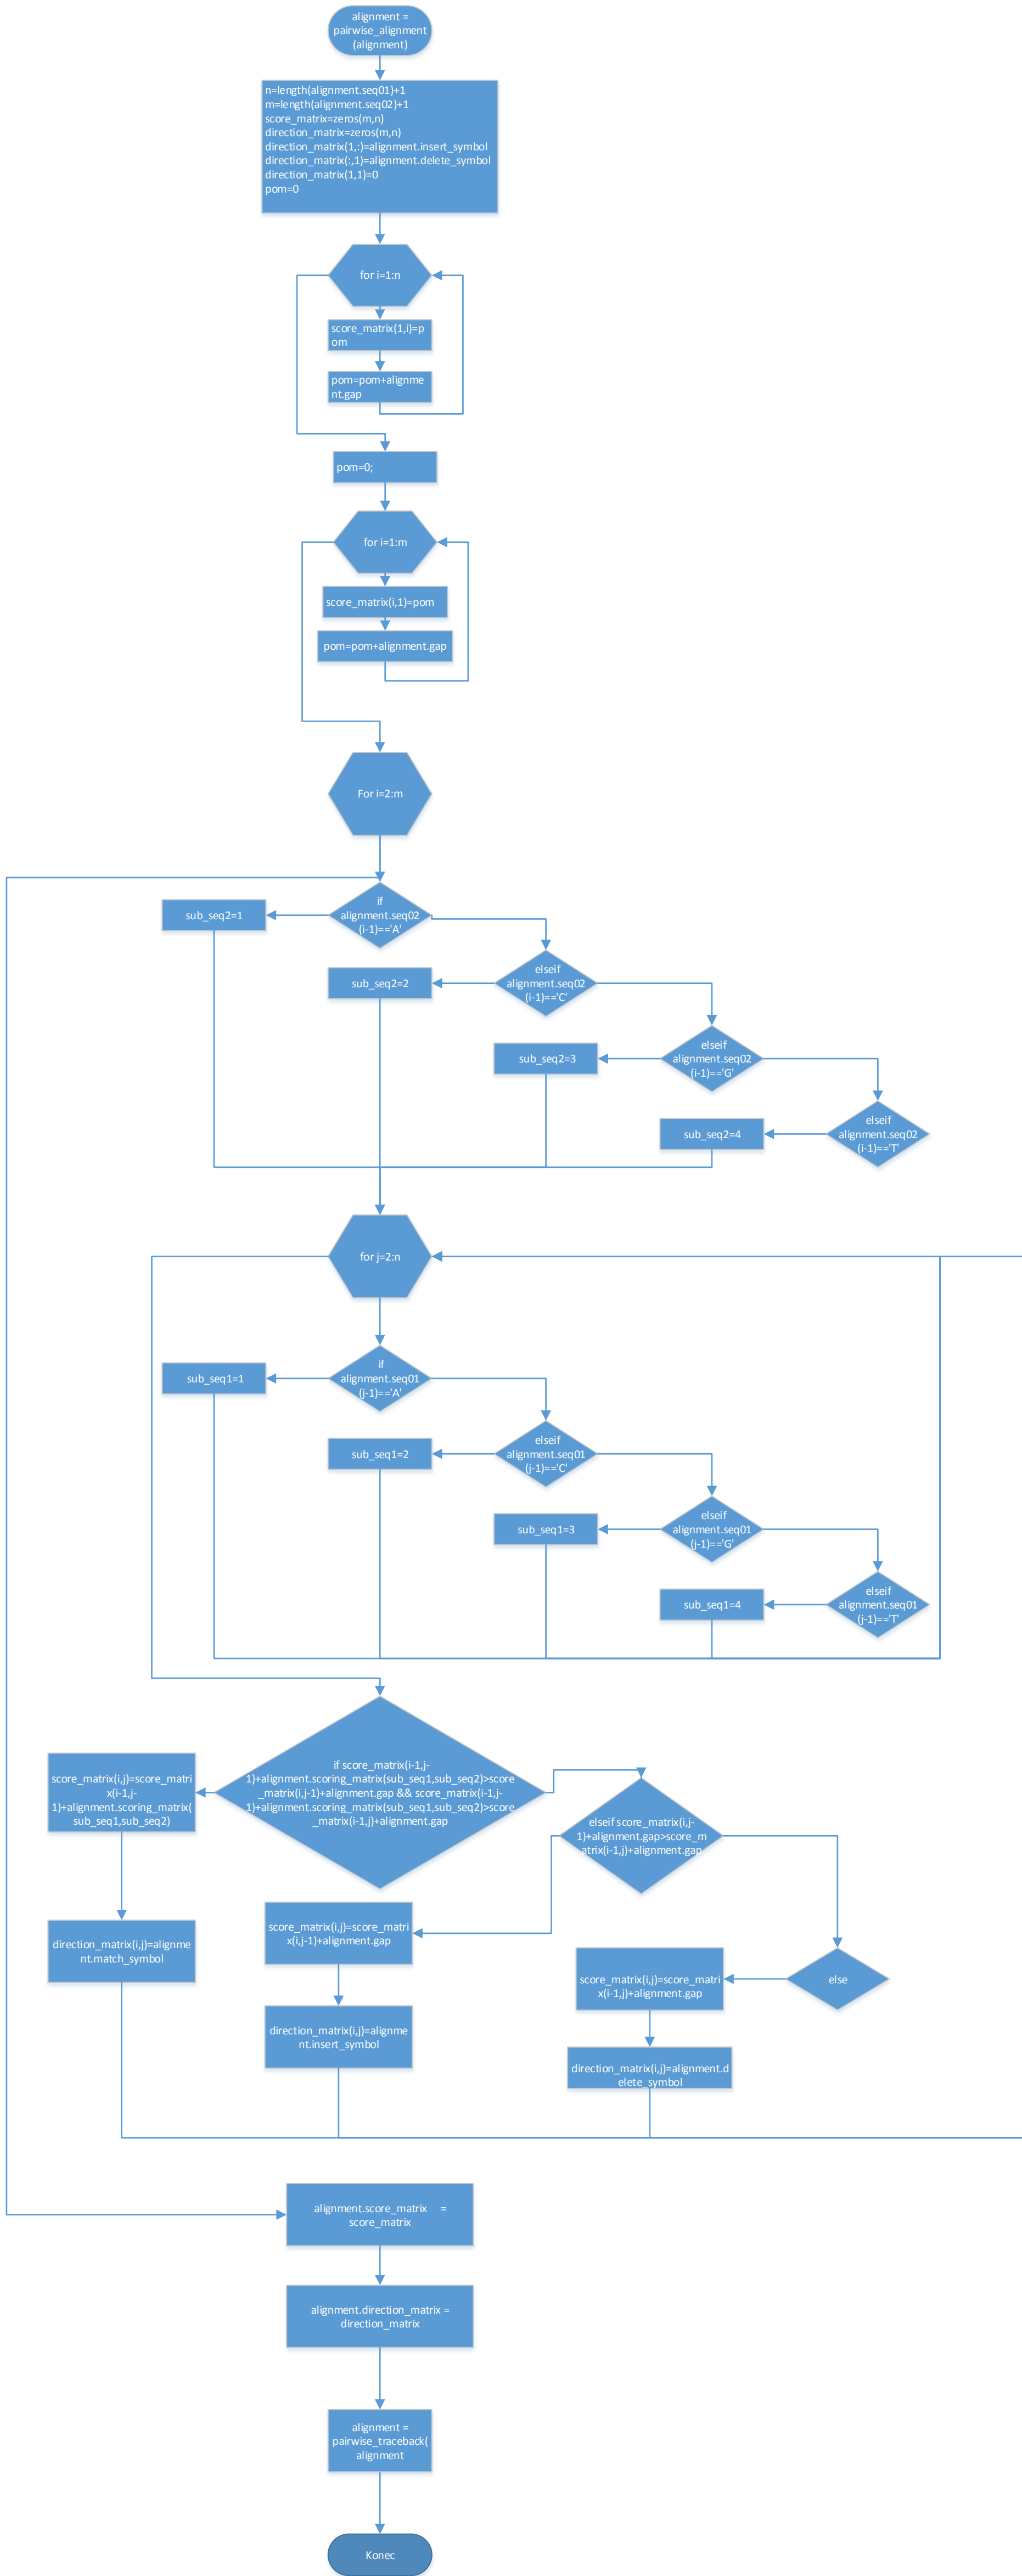 alignment =
pairwise_alignment
(alignment)
n=length(alignment.seq01)+1
m=length(alignment.seq02)+1
score_matrix=zeros(m,n)
direction_matrix=zeros(m,n)
direction_matrix(1,:)=alignment.insert_symbol
direction_matrix(:,1)=alignment.delete_symbol
direction_matrix(1,1)=0
pom=0
for i=1:n
score_matrix(1,i)=p
om
pom=pom+alignme
nt.gap
pom=0;
for i=1:m
score_matrix(i,1)=pom
pom=pom+alignment.gap
For i=2:m
if
alignment.seq02
(i-1)=='A'
sub_seq2=1
elseif
alignment.seq02
(i-1)=='C'
sub_seq2=2
elseif
alignment.seq02
(i-1)=='G'
sub_seq2=3
elseif
alignment.seq02
(i-1)=='T'
sub_seq2=4
for j=2:n
if
alignment.seq01
(j-1)=='A'
sub_seq1=1
elseif
alignment.seq01
(j-1)=='C'
sub_seq1=2
elseif
alignment.seq01
(j-1)=='G'
sub_seq1=3
elseif
alignment.seq01
(j-1)=='T'
sub_seq1=4
if score_matrix(i-1,j-
1)+alignment.scoring_matrix(sub_seq1,sub_seq2)>score
_matrix(i,j-1)+alignment.gap && score_matrix(i-1,j-
1)+alignment.scoring_matrix(sub_seq1,sub_seq2)>score
_matrix(i-1,j)+alignment.gap
score_matrix(i,j)=score_matri
x(i-1,j-
1)+alignment.scoring_matrix(
sub_seq1,sub_seq2)
direction_matrix(i,j)=alignme
nt.match_symbol
elseif score_matrix(i,j-
1)+alignment.gap>score_m
atrix(i-1,j)+alignment.gap
score_matrix(i,j)=score_matri
x(i,j-1)+alignment.gap
direction_matrix(i,j)=alignme
nt.insert_symbol
else
score_matrix(i,j)=score_matri
x(i-1,j)+alignment.gap
direction_matrix(i,j)=alignment.d
elete_symbol
alignment.score_matrix =
score_matrix
alignment.direction_matrix =
direction_matrix
alignment =
pairwise_traceback(
alignment
Konec